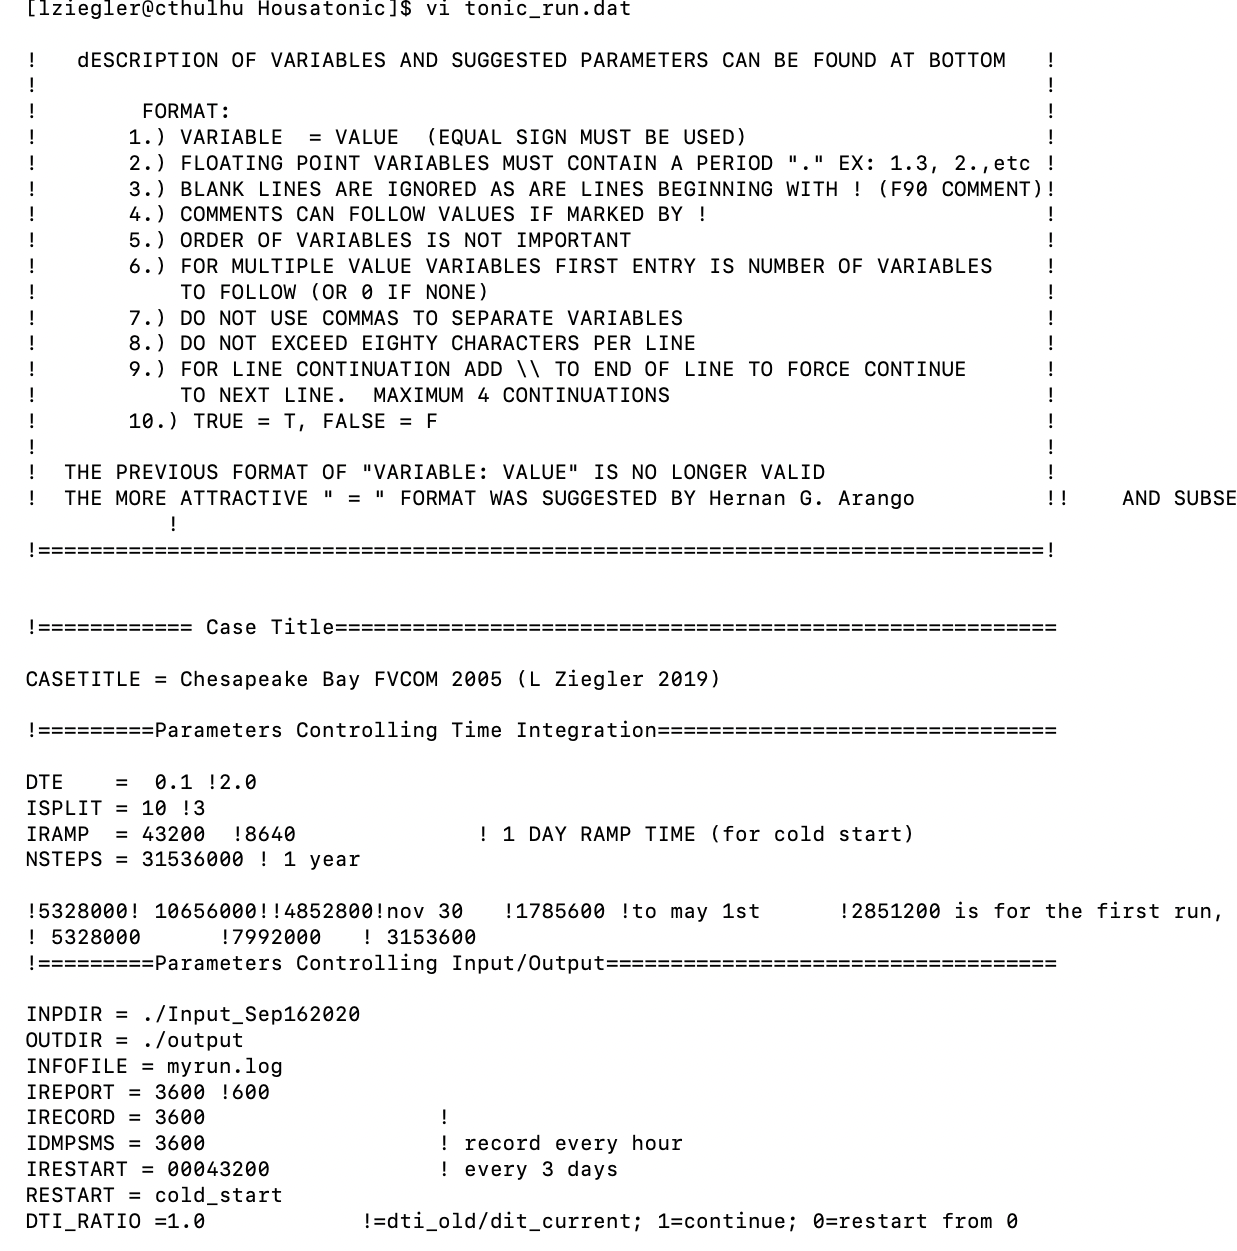 [lziegler@cthulhu Housatonic]$ vi tonic_run.dat
!   dESCRIPTION OF VARIABLES AND SUGGESTED PARAMETERS CAN BE FOUND AT BOTTOM   !
!                                                                               !
!        FORMAT:                                                                !
!       1.) VARIABLE  = VALUE  (EQUAL SIGN MUST BE USED)                       !
!       2.) FLOATING POINT VARIABLES MUST CONTAIN A PERIOD "." EX: 1.3, 2.,etc !
!       3.) BLANK LINES ARE IGNORED AS ARE LINES BEGINNING WITH ! (F90 COMMENT)!
!       4.) COMMENTS CAN FOLLOW VALUES IF MARKED BY !                          !
!       5.) ORDER OF VARIABLES IS NOT IMPORTANT                                !
!       6.) FOR MULTIPLE VALUE VARIABLES FIRST ENTRY IS NUMBER OF VARIABLES    !
!           TO FOLLOW (OR 0 IF NONE)                                           !
!       7.) DO NOT USE COMMAS TO SEPARATE VARIABLES                            !
!       8.) DO NOT EXCEED EIGHTY CHARACTERS PER LINE                           !
!       9.) FOR LINE CONTINUATION ADD \\ TO END OF LINE TO FORCE CONTINUE      !
!           TO NEXT LINE.  MAXIMUM 4 CONTINUATIONS                             !
!       10.) TRUE = T, FALSE = F                                               !
!                                                                               !
!  THE PREVIOUS FORMAT OF "VARIABLE: VALUE" IS NO LONGER VALID                 !
!  THE MORE ATTRACTIVE " = " FORMAT WAS SUGGESTED BY Hernan G. Arango          !!    AND SUBSE
           !
!==============================================================================!
!============ Case Title========================================================
CASETITLE = Chesapeake Bay FVCOM 2005 (L Ziegler 2019)
!=========Parameters Controlling Time Integration===============================
DTE    =  0.1 !2.0
ISPLIT = 10 !3
IRAMP  = 43200  !8640              ! 1 DAY RAMP TIME (for cold start)
NSTEPS = 31536000 ! 1 year
!5328000! 10656000!!4852800!nov 30   !1785600 !to may 1st      !2851200 is for the first run,
! 5328000      !7992000   ! 3153600
!=========Parameters Controlling Input/Output===================================
INPDIR = ./Input_Sep162020
OUTDIR = ./output
INFOFILE = myrun.log
IREPORT = 3600 !600
IRECORD = 3600                  !
IDMPSMS = 3600                  ! record every hour
IRESTART = 00043200             ! every 3 days
RESTART = cold_start
DTI_RATIO =1.0            !=dti_old/dit_current; 1=continue; 0=restart from 0